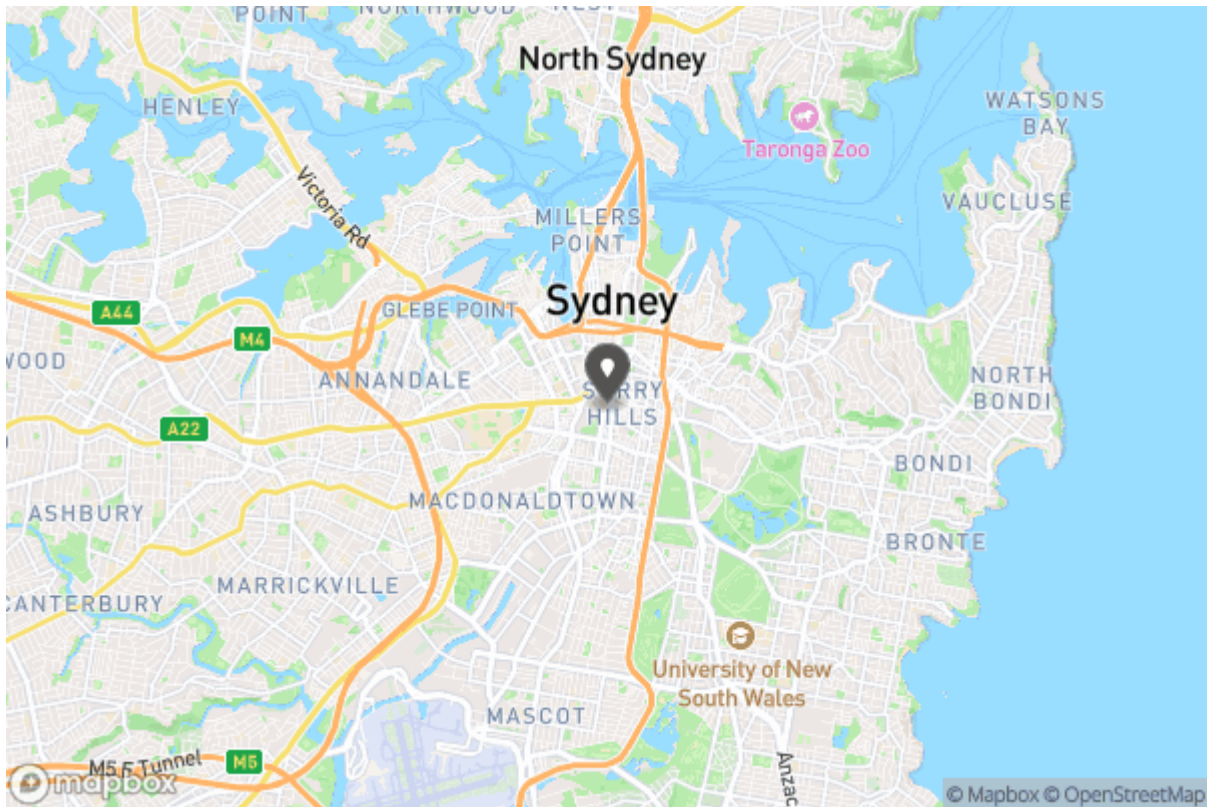 POINT
NORTHWOOD
North Sydney
HENLEY
WATSONS
BAY
Taronga Zoo
Victoria Rd
VAUCLUSE
MILLERS
POINT
Sydney
A44
GLEBE POINT
M4
WOOD
ANNANDALE
NORTH
BONDI
HILLS
A22
BONDI
MACDONALDTOWN
ASHBURY
BRONTE
MARRICKVILLE
CANTERBURY
University of New
South Wales
MASCOT
M5
Tunnel
Anzac
mapbox
© Mapbox © OpenStreetMap